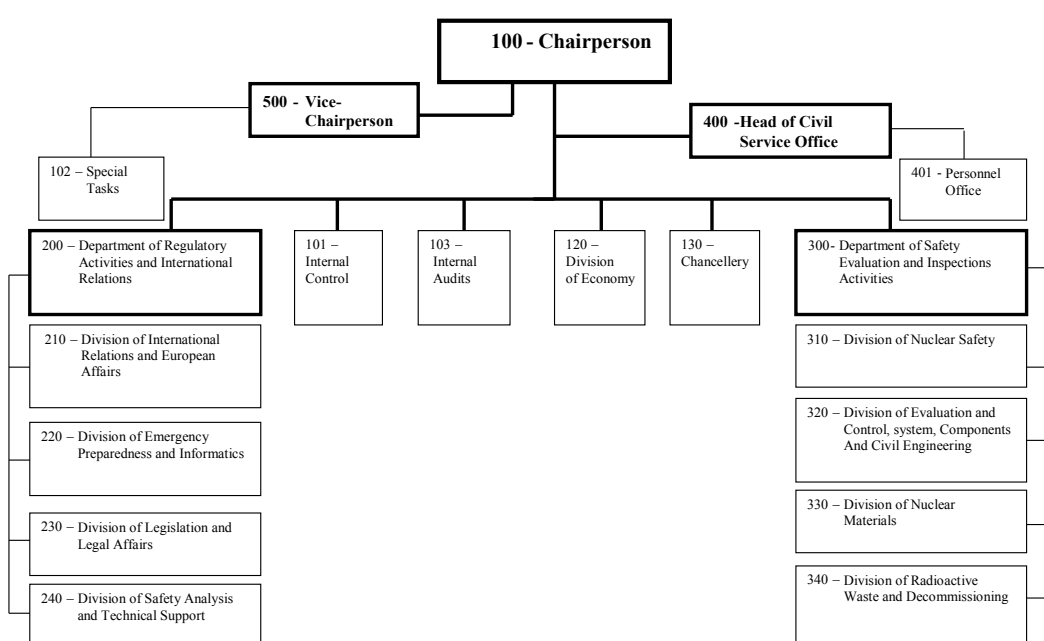 100 - Chairperson
500 - Vice-
Chairperson
400 -Head of Civil
Service Office
102 – Special
Tasks
401 - Personnel
Office
200 – Department of Regulatory
Activities and International
Relations
101 –
Internal
Control
103 –
Internal
Audits
120 –
Division
of Economy
130 –
Chancellery
300- Department of Safety
Evaluation and Inspections
Activities
210 – Division of International
Relations and European
Affairs
310 – Division of Nuclear Safety
220 – Division of Emergency
Preparedness and Informatics
320 – Division of Evaluation and
Control, system, Components
And Civil Engineering
230 – Division of Legislation and
Legal Affairs
330 – Division of Nuclear
Materials
240 – Division of Safety Analysis
and Technical Support
340 – Division of Radioactive
Waste and Decommissioning